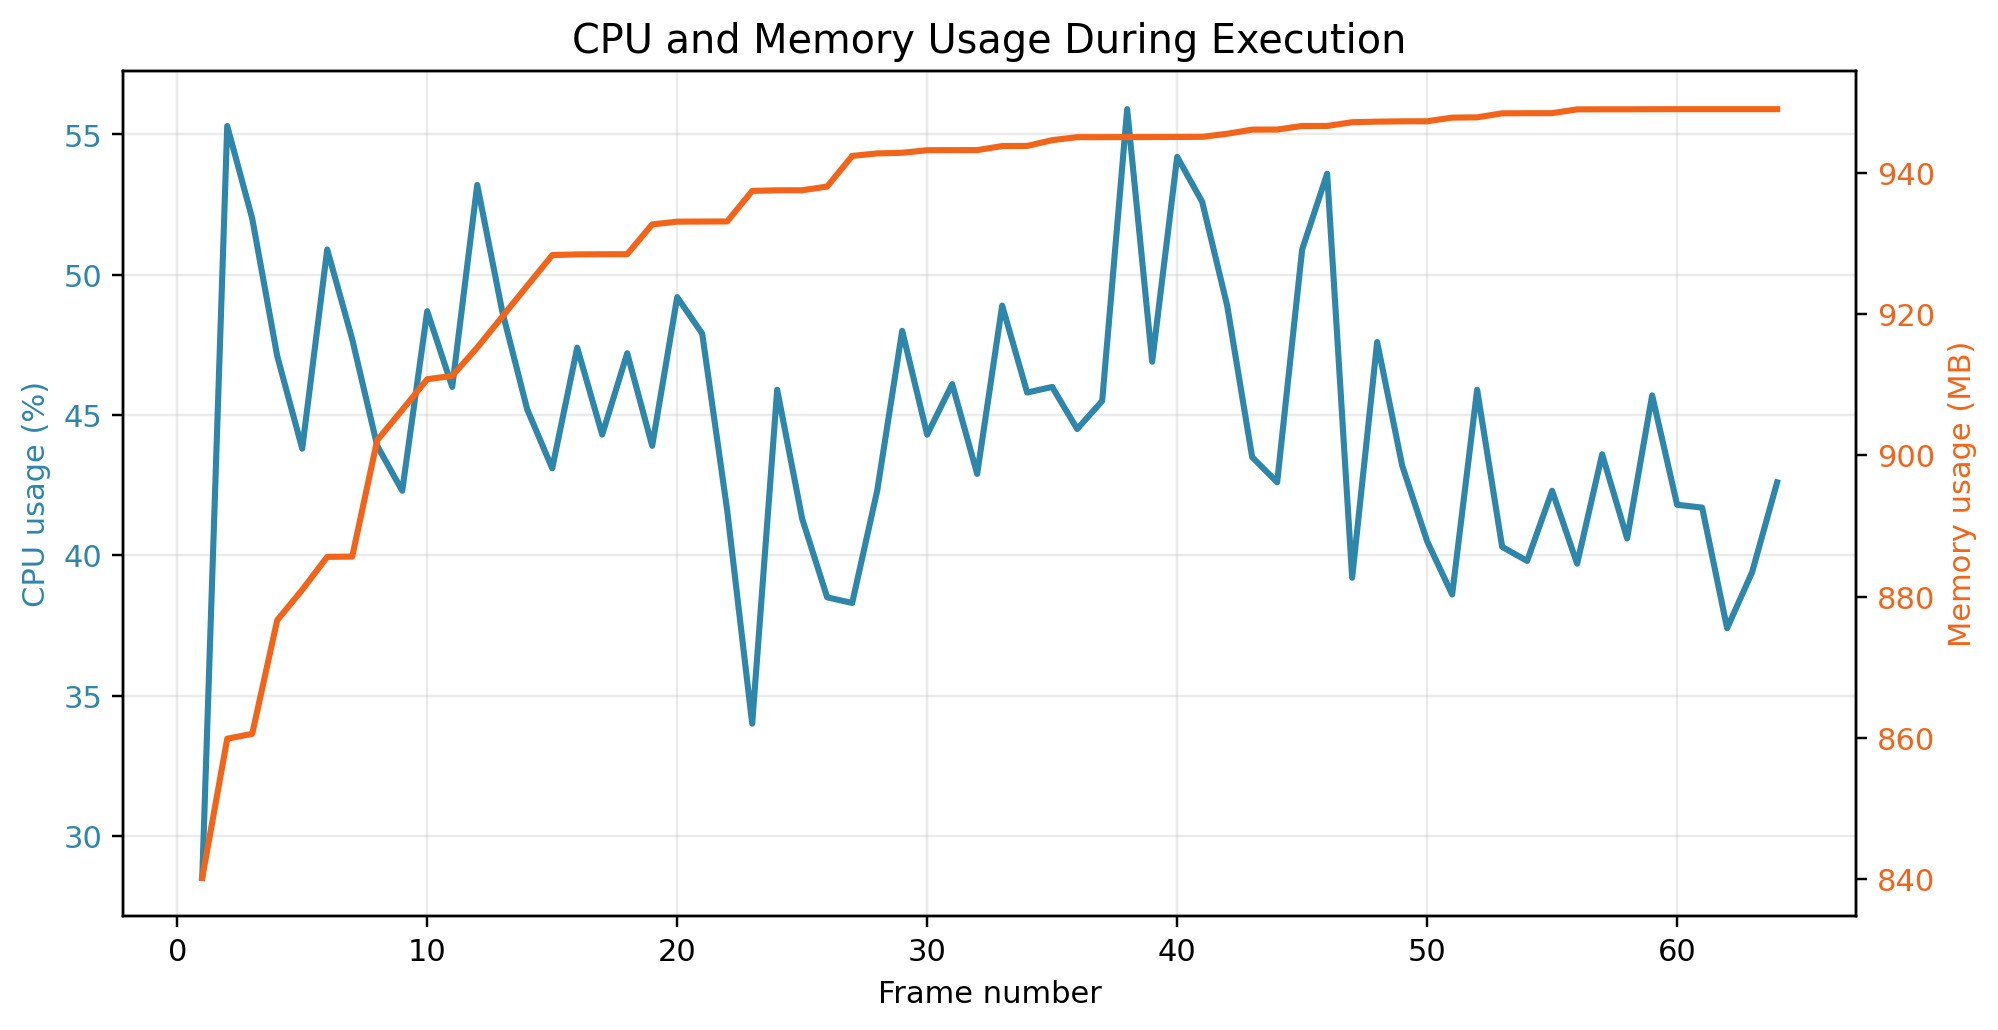 CPU and Memory Usage During Execution
CPU usage (%)
55
50
45
40
35
30
940
920
900
880
860
840
Memory usage (MB)
0 10 20 30 40 50 60
Frame number